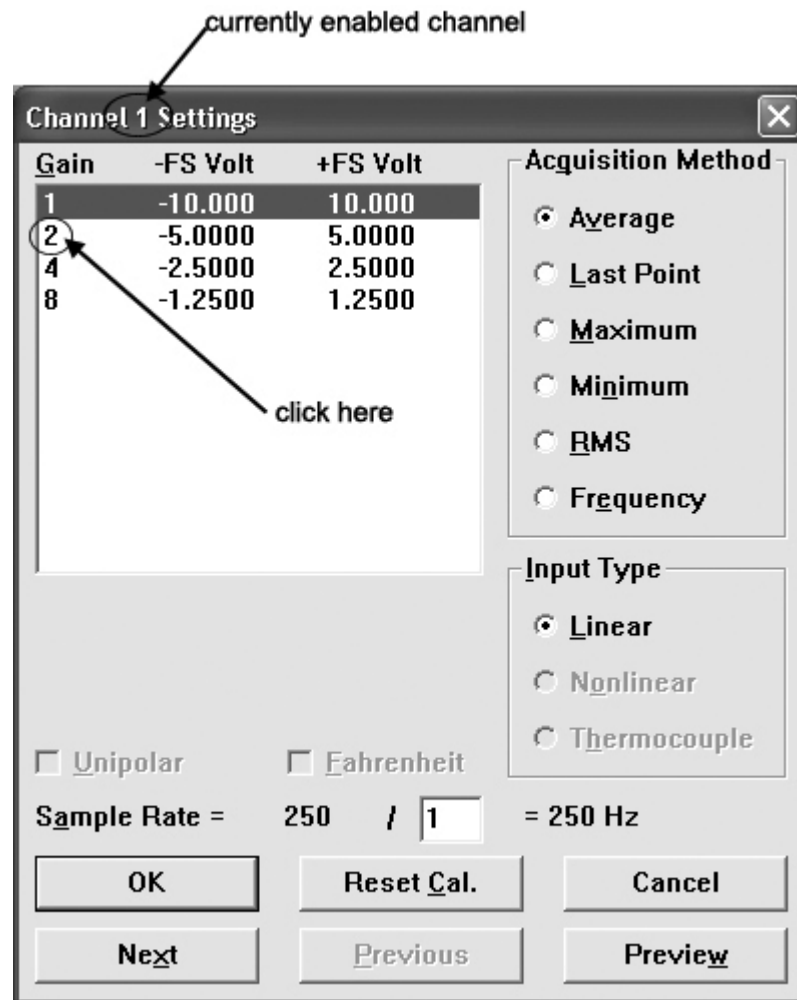 currently enabled channel
Channel 1 Settings
Gain -FS Volt +FS Volt
1 -10.000 10.000
2 -5.0000 5.0000
4 -2.5000 2.5000
8 -1.2500 1.2500
click here
Acquisition Method
Average
Last Point
Maximum
Minimum
RMS
Frequency
Input Type
Linear
Nonlinear
Thermocouple
Unipolar Fahrenheit
Sample Rate = 250 / 1 = 250 Hz
OK Reset Cal. Cancel
Next Previous Preview